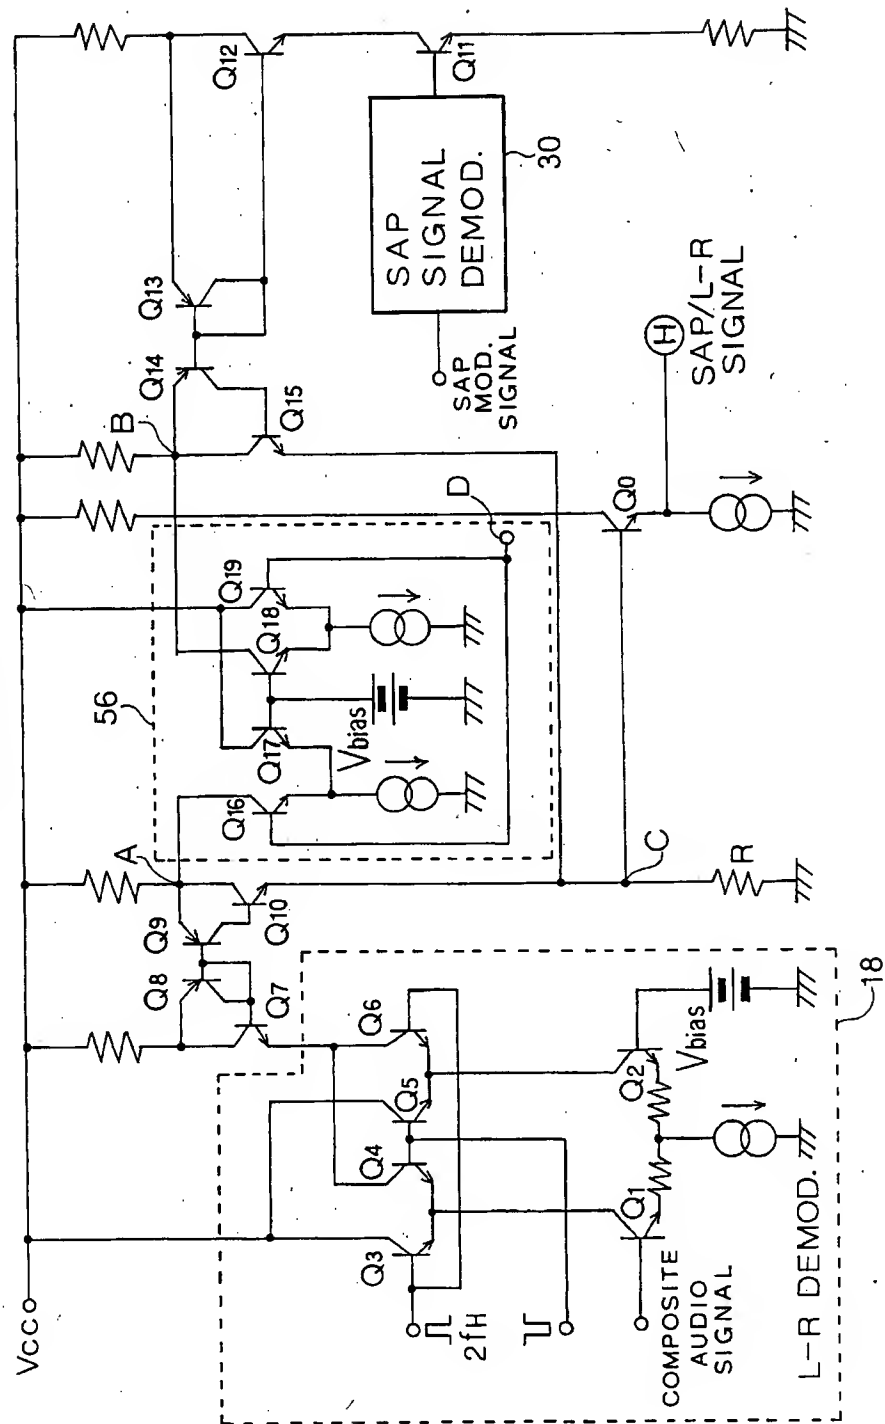 VCC
Q12
Q11
SAP
SIGNAL
DEMOD.
30
Q13
Q14
SAP
MOD.
SIGNAL
Q15
B
H
SAP/L-R
SIGNAL
D
Q0
Q19
Q18
56
Vbias
Q17
Q16
A
C
R
Q9
Q10
Q8
Q7
Q6
18
Vbias
Q5
Q2
Q4
Q3
Q1
2fH
COMPOSITE
AUDIO
SIGNAL
L-R DEMOD.